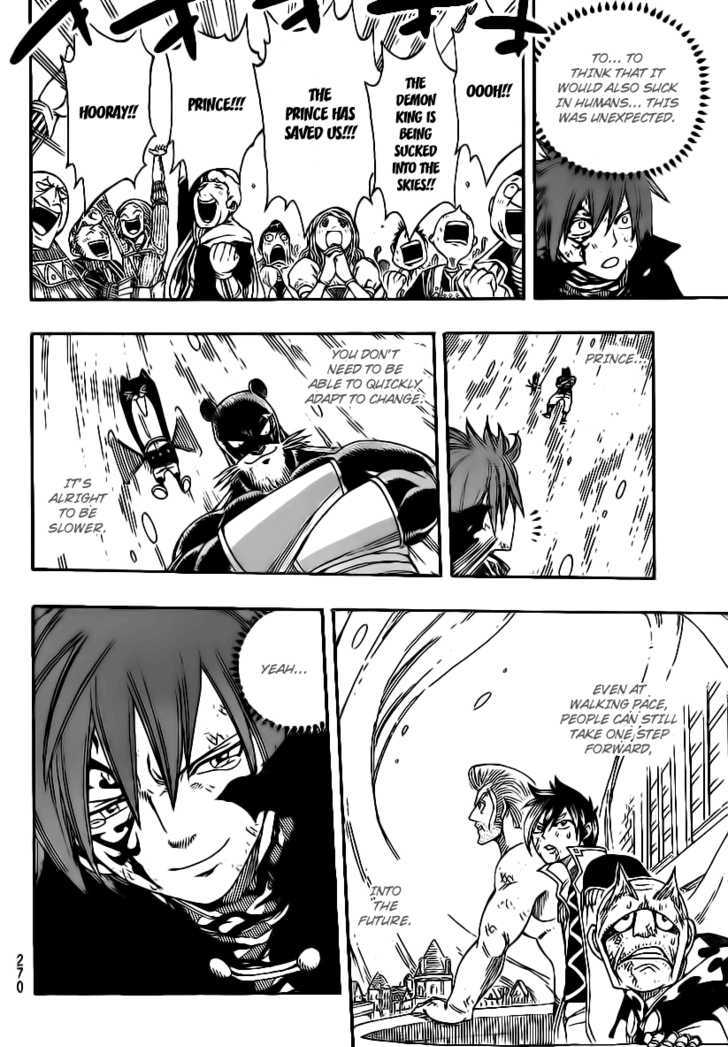 HOORAY!!
PRINCE!!!
THE
PRINCE HAS
SAVED US!!!
THE
DEMON
KING IS
BEING
SUCKED
INTO THE
SKIES!!
OOOH!!
TO... TO
THINK THAT IT
WOULD ALSO SUCK
IN HUMANS... THIS
WAS UNEXPECTED.
YOU DON'T
NEED TO BE
ABLE TO QUICKLY
ADAPT TO CHANGE.
IT'S
ALRIGHT
TO BE
SLOWER.
PRINCE...
YEAH...
EVEN AT
WALKING PACE,
PEOPLE CAN STILL
TAKE ONE STEP
FORWARD,
INTO
THE
FUTURE.
270